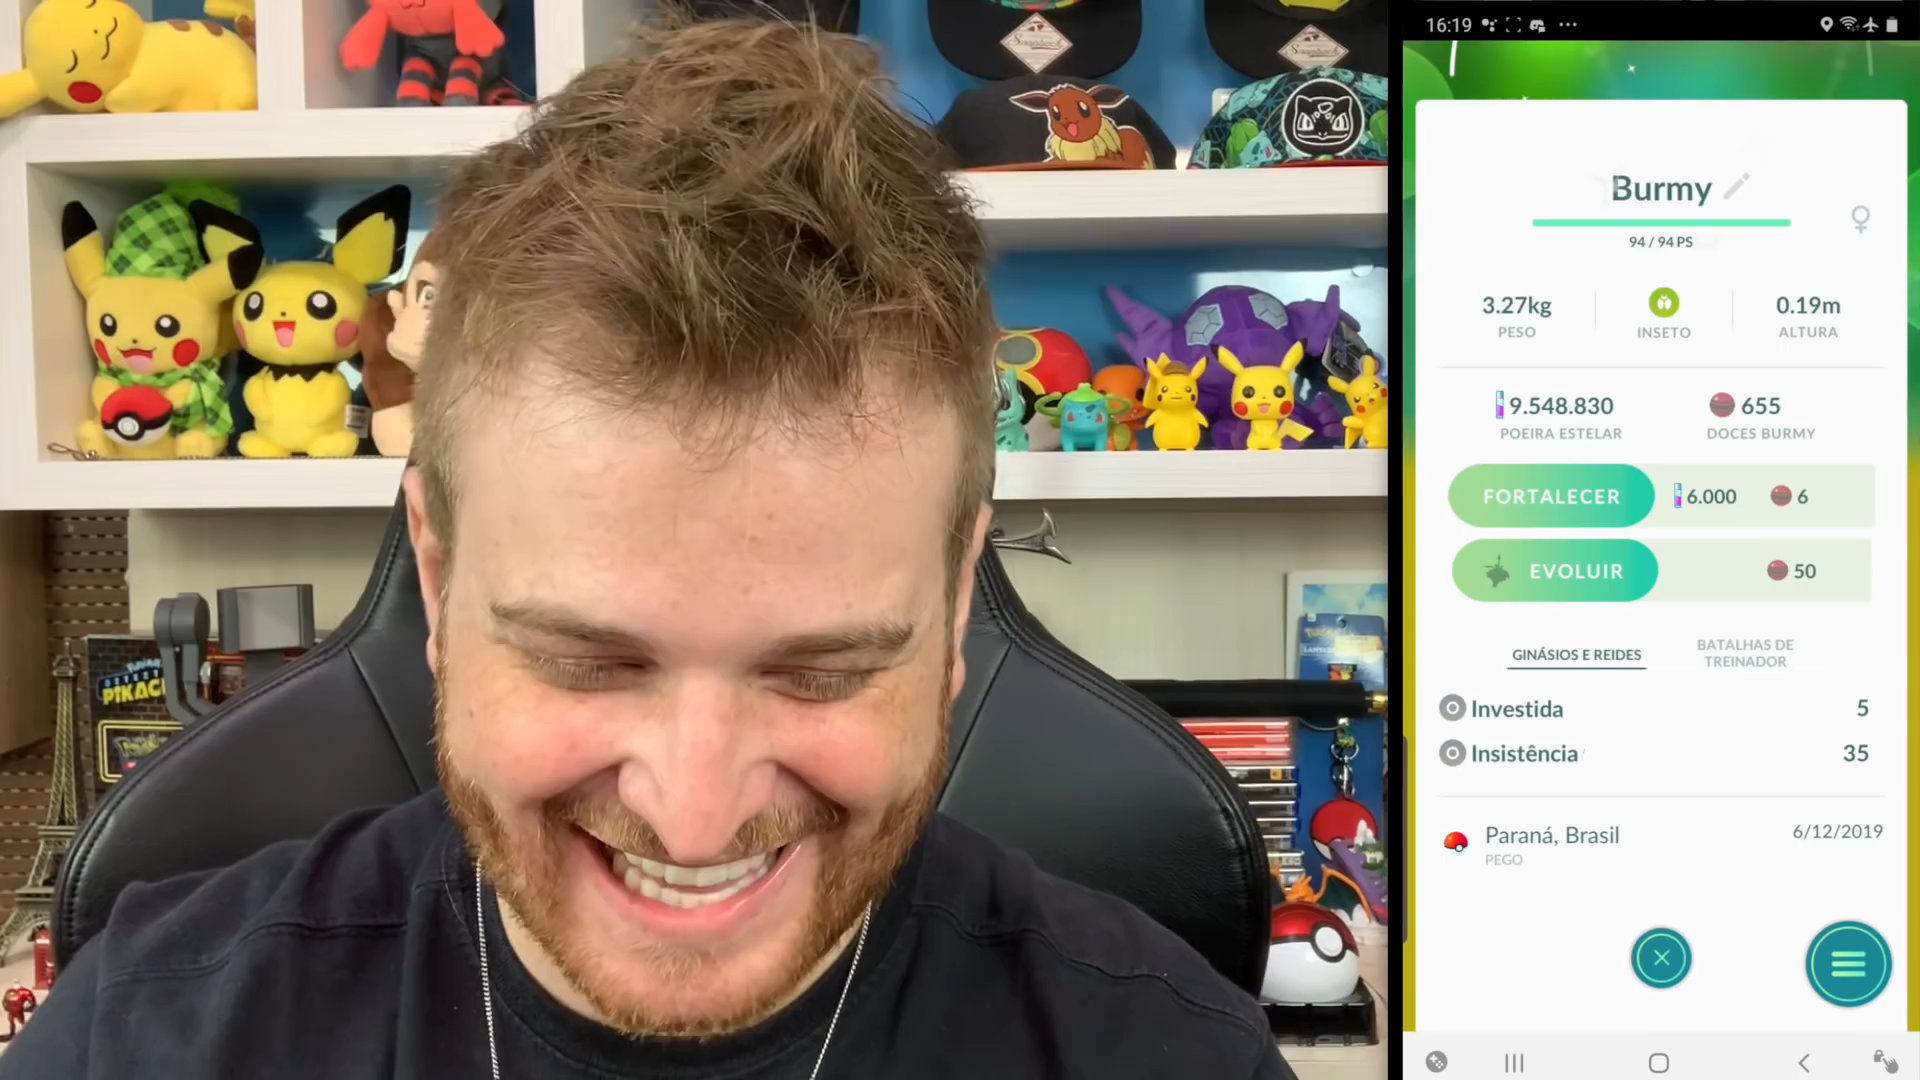 16:19
Burmy
94 / 94 PS
3.27kg
PESO
INSETO
0.19m
ALTURA
9.548.830
POEIRA ESTELAR
655
DOCES BURMY
FORTALECER
6.000
6
EVOLUIR
50
GINÁSIOS E REIDES
BATALHAS DE
TREINADOR
Investida
5
Insistência
35
Paraná, Brasil
6/12/2019
PEGO
PIKAC